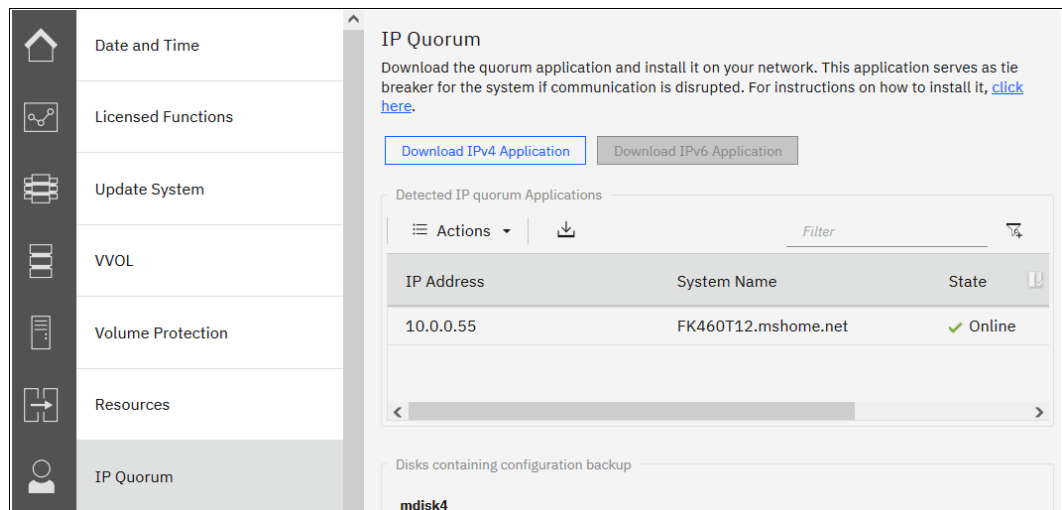 Date and Time
Licensed Functions
Update System
VVOL
Volume Protection
Resources
IP Quorum
IP Quorum
Download the quorum application and install it on your network. This application serves as tie
breaker for the system if communication is disrupted. For instructions on how to install it, click
here.
Download IPv4 Application Download IPv6 Application
Detected IP quorum Applications
Actions Filter
IP Address System Name State
10.0.0.55 FK460T12.mshome.net Online
Disks containing configuration backup
mdisk4